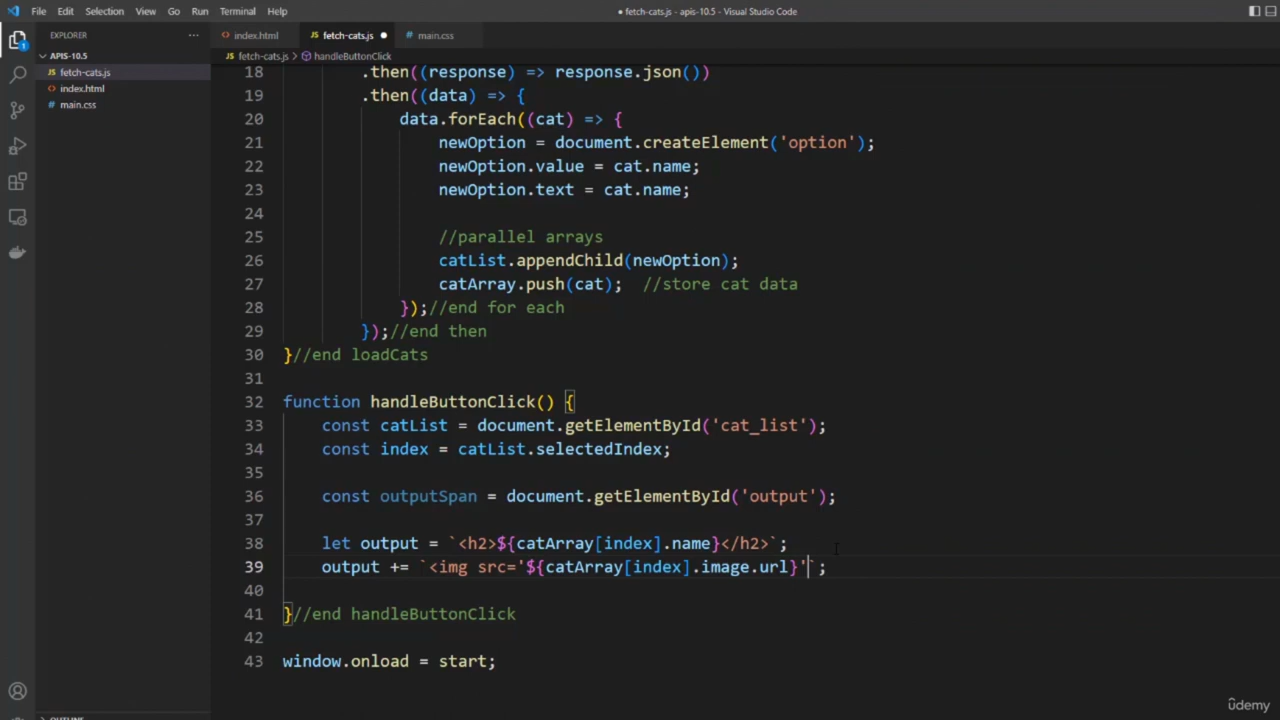 File Edit Selection View Go Run Terminal Help
● fetch-cats.js - apis-10.5 - Visual Studio Code
EXPLORER ...
index.html
JS fetch-cats.js ●
# main.css
1
APIS-10.5
JS fetch-cats.js > handleButtonClick
JS fetch-cats.js
<> index.html
# main.css
18 .then((response) => response.json())
19 .then((data) => {
20 data.forEach((cat) => {
21 newOption = document.createElement('option');
22 newOption.value = cat.name;
23 newOption.text = cat.name;
24
25 //parallel arrays
26 catList.appendChild(newOption);
27 catArray.push(cat); //store cat data
28 });//end for each
29 });//end then
30 }//end loadCats
31
32 function handleButtonClick() {
33 const catList = document.getElementById('cat_list');
34 const index = catList.selectedIndex;
35
36 const outputSpan = document.getElementById('output');
37
38 let output = `<h2>${catArray[index].name}</h2>`;
39 output += `<img src='${catArray[index].image.url}'`;
40
41 }//end handleButtonClick
42
43 window.onload = start;
OUTLINE
ûdemy